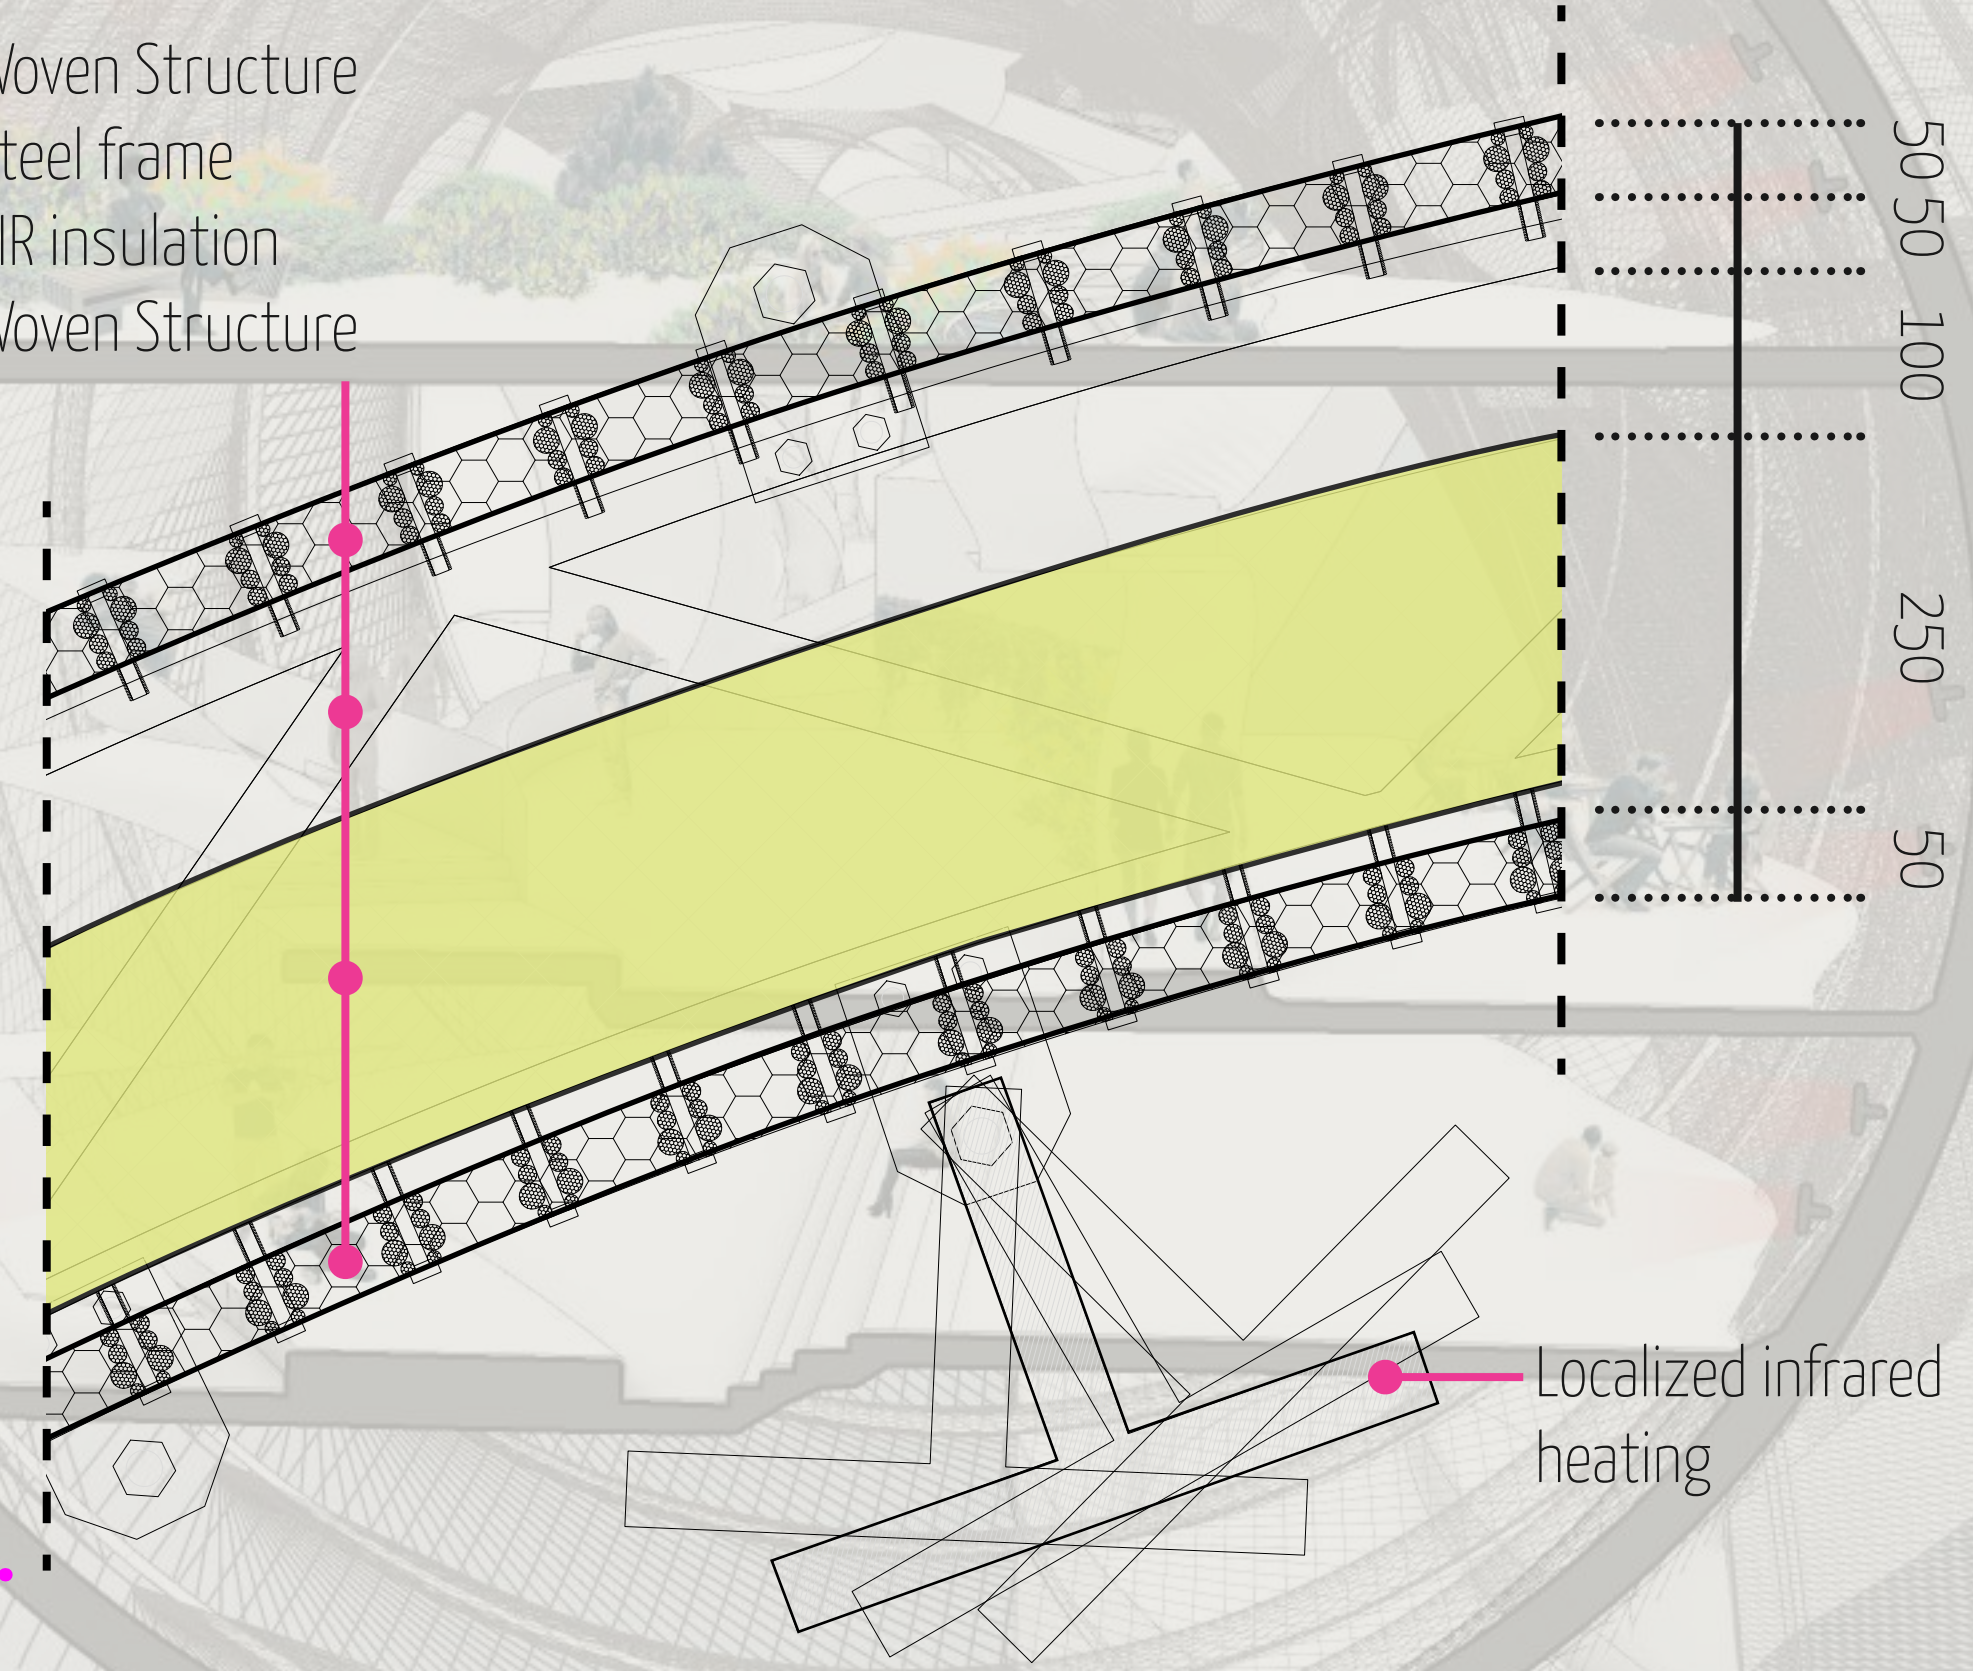 Woven Structure
teel frame
IR insulation
Woven Structure
50
50
100
250
50
Localized infrared
heating